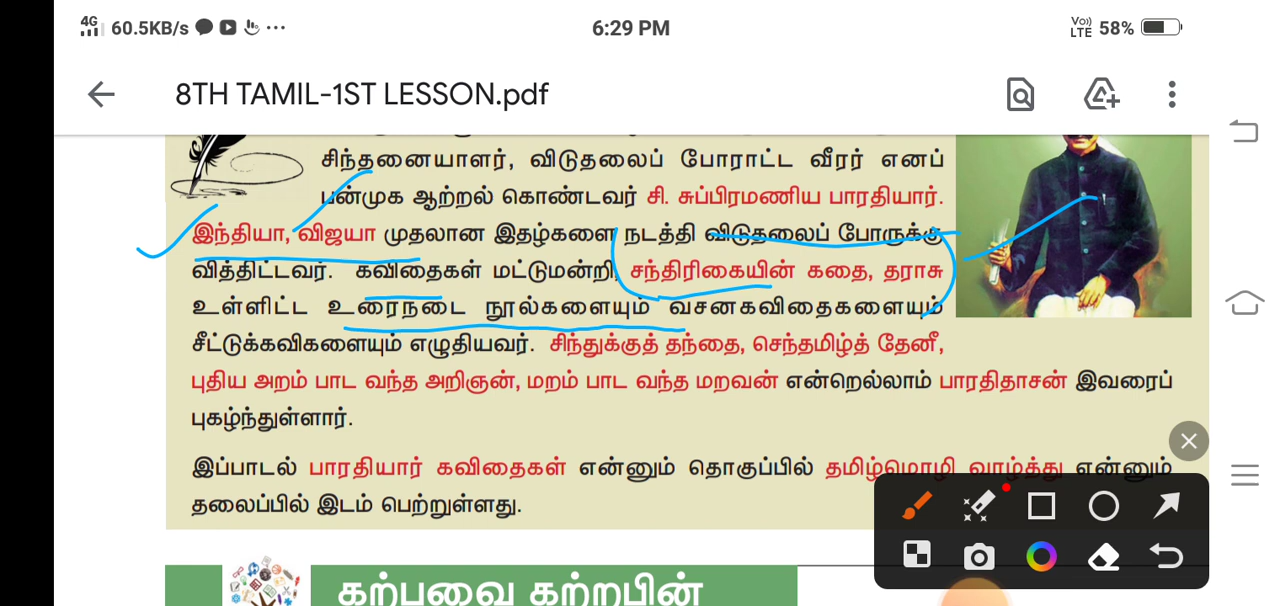 4G 60.5KB/s ... 6:29 PM Vo)) LTE 58%
8TH TAMIL-1ST LESSON.pdf
சிந்தனையாளர், விடுதலைப் போராட்ட வீரர் எனப்
பன்முக ஆற்றல் கொண்டவர் சி. சுப்பிரமணிய பாரதியார்.
இந்தியா, விஜயா முதலான இதழ்களை நடத்தி விடுதலைப் போருக்கு
வித்திட்டவர். கவிதைகள் மட்டுமன்றி, சந்திரிகையின் கதை, தராசு
உள்ளிட்ட உரைநடை நூல்களையும் வசனகவிதைகளையும்
சீட்டுக்கவிகளையும் எழுதியவர். சிந்துக்குத் தந்தை, செந்தமிழ்த் தேனீ,
புதிய அறம் பாட வந்த அறிஞன், மறம் பாட வந்த மறவன் என்றெல்லாம் பாரதிதாசன் இவரைப்
புகழ்ந்துள்ளார்.
இப்பாடல் பாரதியார் கவிதைகள் என்னும் தொகுப்பில் தமிழ்மொழி வாழ்த்து என்னும்
தலைப்பில் இடம் பெற்றுள்ளது.
கற்பவை கற்றபின்